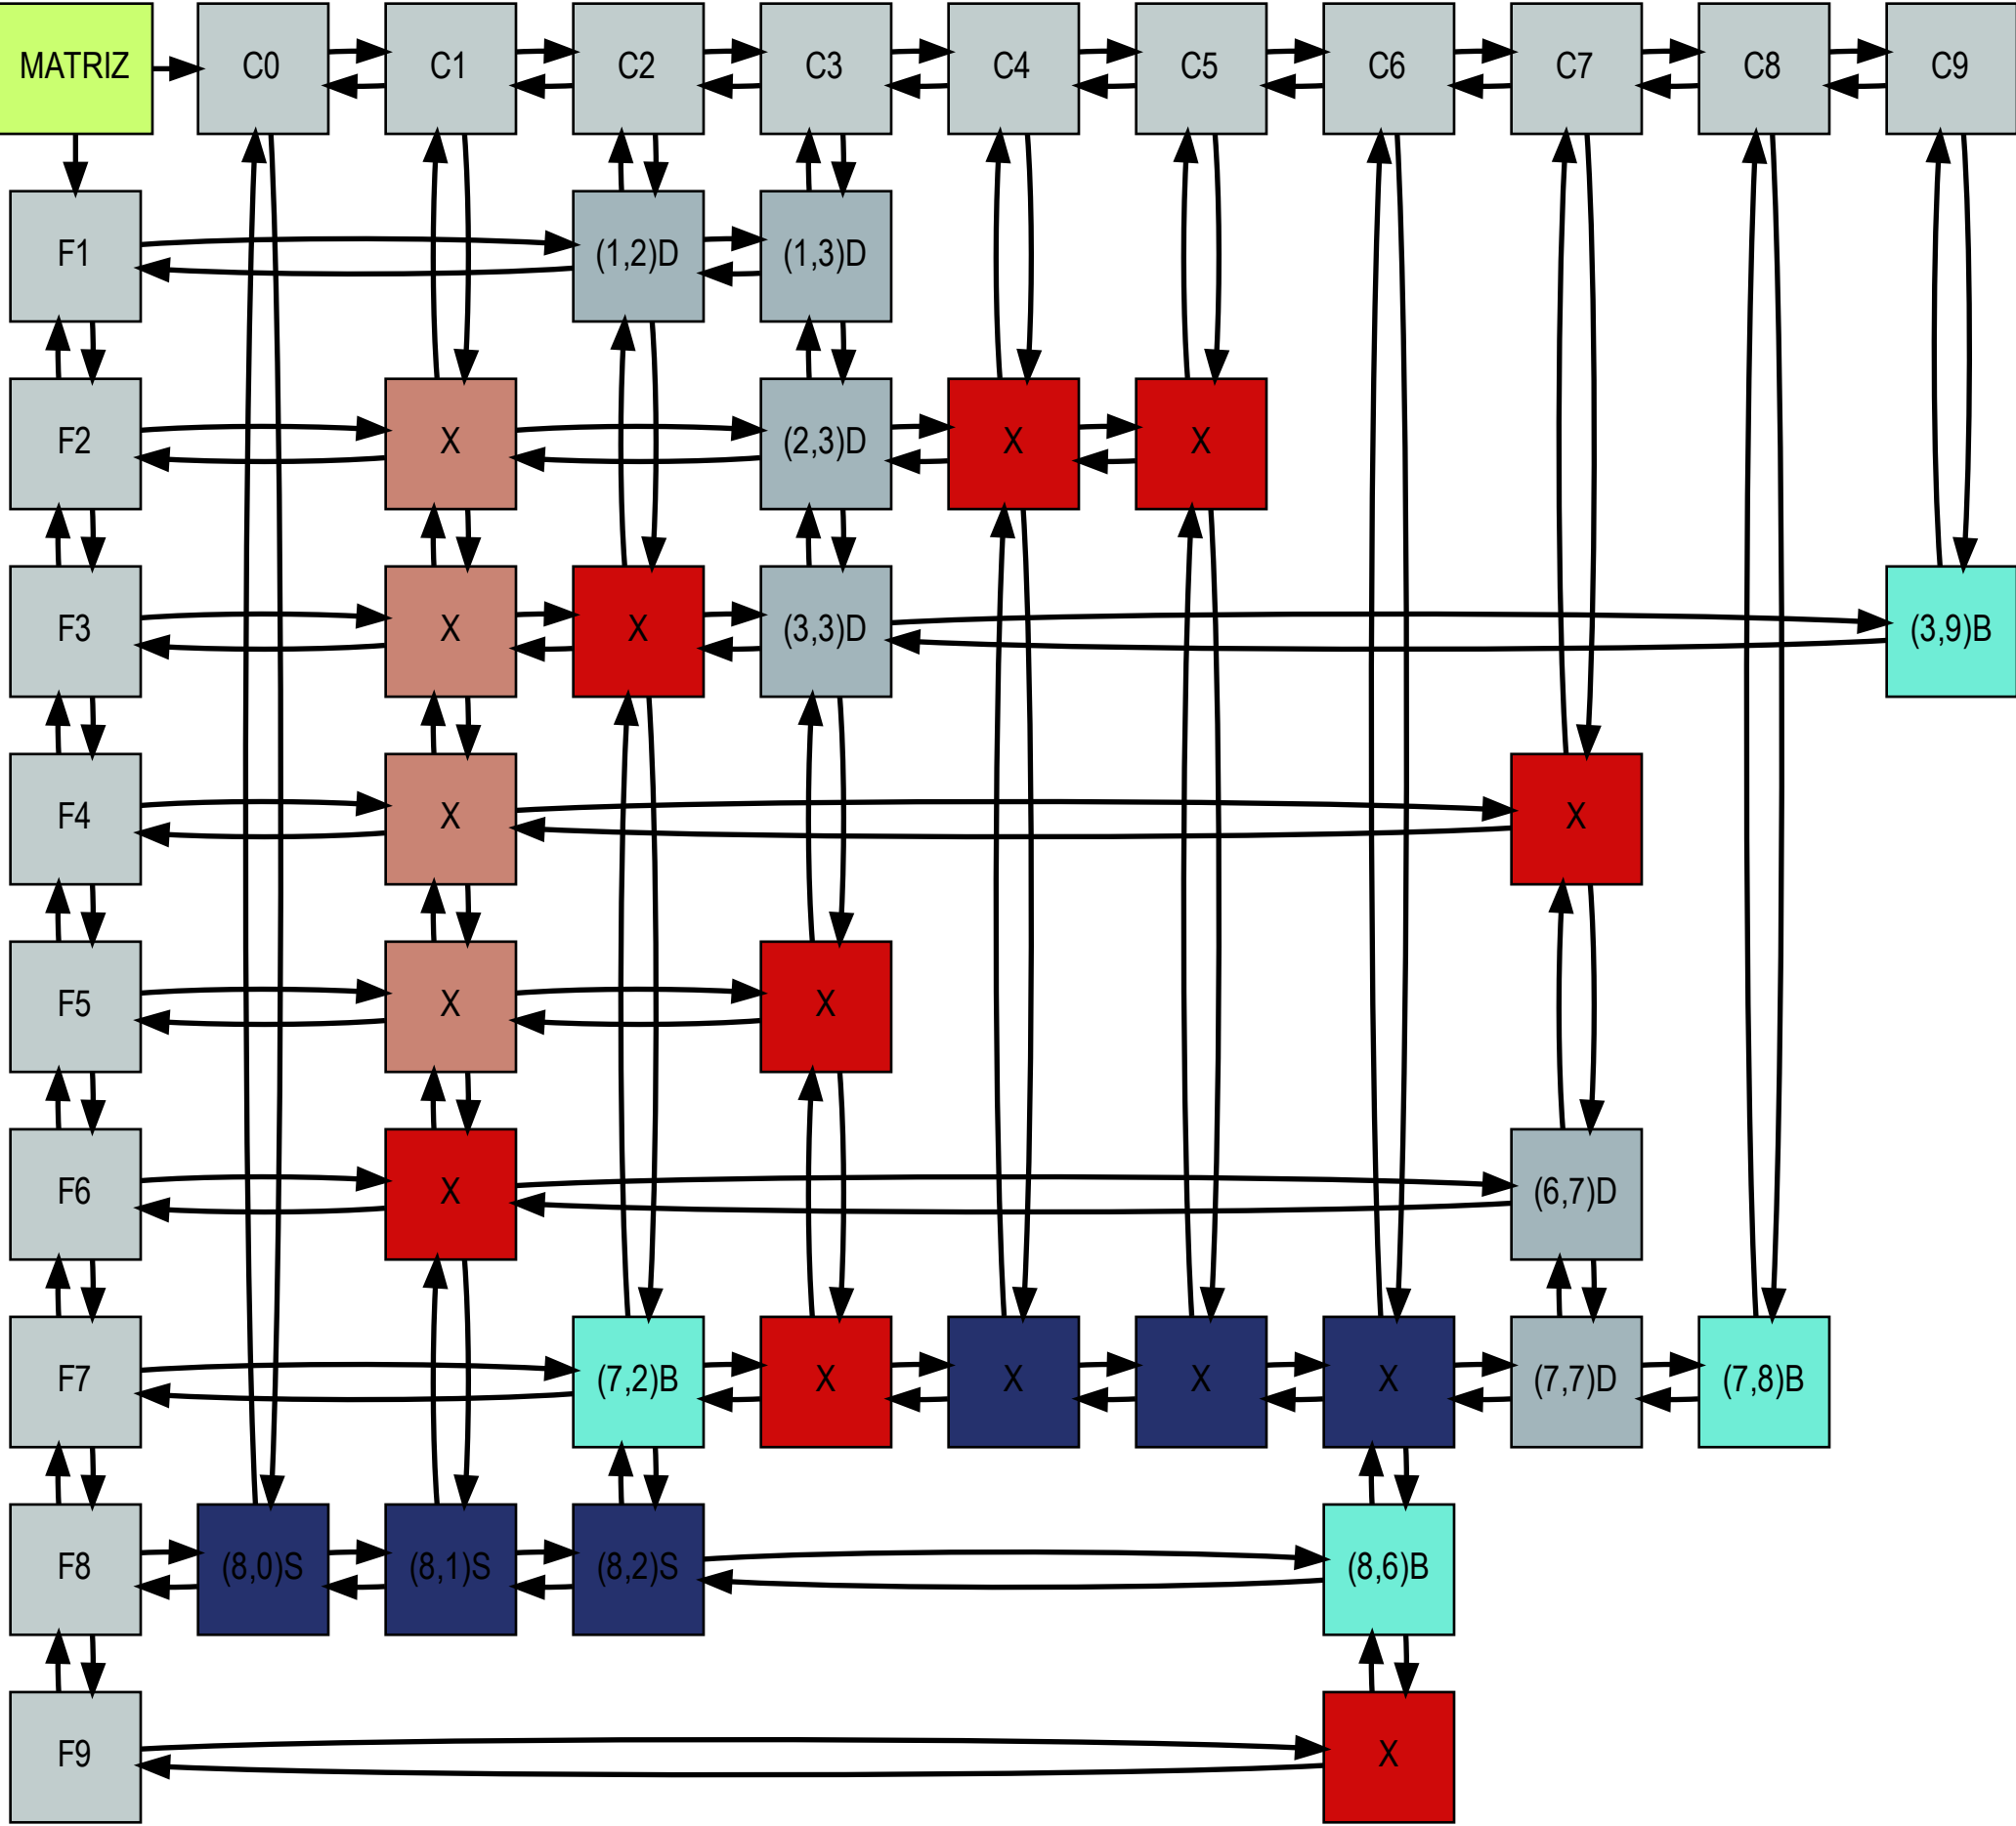 MATRIZ C0 C1 C2 C3 C4 C5 C6 C7 C8 C9
F1 (1,2)D (1,3)D
F2 X (2,3)D X X
F3 X X (3,3)D (3,9)B
F4 X X
F5 X X
F6 X (6,7)D
F7 (7,2)B X X X X (7,7)D (7,8)B
F8 (8,0)S (8,1)S (8,2)S (8,6)B
F9 X